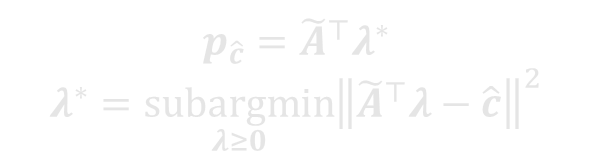 p_ĉ = Ã^⊤ λ*
λ* = subargmin_{λ≥0} ‖Ã^⊤ λ − ĉ‖²